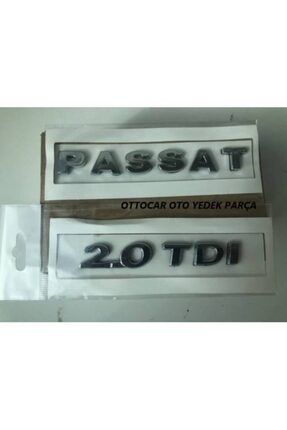 PASSAT
OTTOCAR OTO YEDEK PARÇA
2.0 TDI